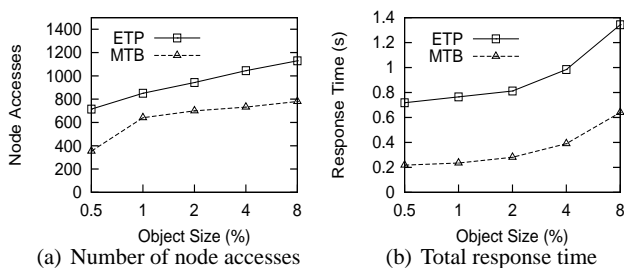 1400
1200
1000
800
600
400
200
0
Node Accesses
ETP
MTB
0.5 1 2 4 8
Object Size (%)
(a) Number of node accesses
1.4
1.2
1
0.8
0.6
0.4
0.2
0
Response Time (s)
ETP
MTB
0.5 1 2 4 8
Object Size (%)
(b) Total response time